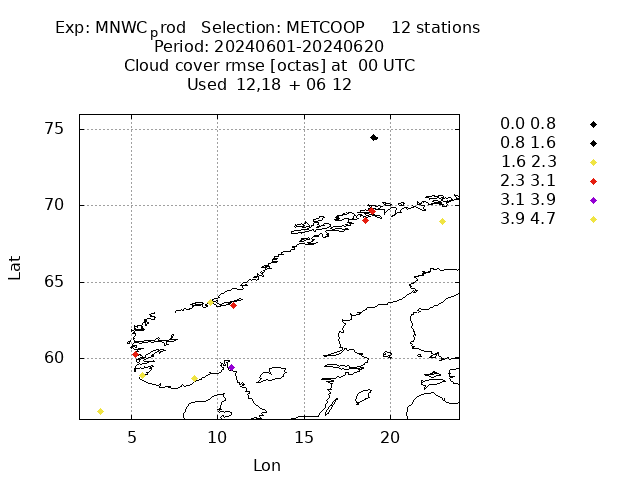 Exp: MNWCprod   Selection: METCOOP     12 stations
Period: 20240601-20240620
Cloud cover rmse [octas] at  00 UTC
Used  12,18 + 06 12
0.0 0.8
0.8 1.6
1.6 2.3
2.3 3.1
3.1 3.9
3.9 4.7
75
70
65
60
Lat
5 10 15 20
Lon